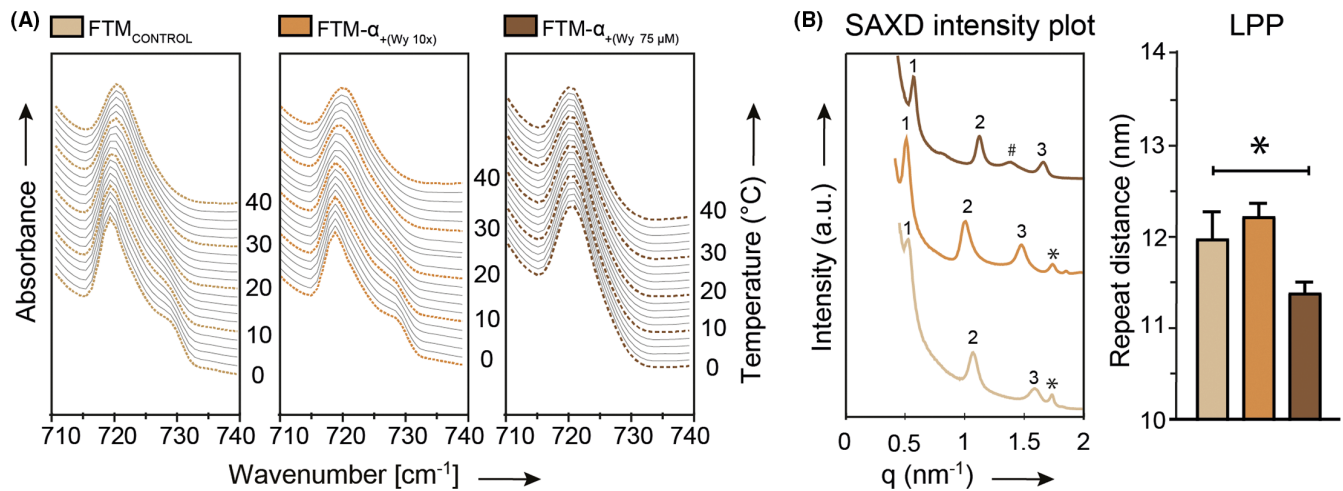 (A)
FTM_CONTROL
FTM-α_+(Wy 10x)
FTM-α_+(Wy 75 µM)
Absorbance
40
30
20
10
0
40
30
20
10
0
40
30
20
10
0
Temperature (°C)
710 720 730 740
710 720 730 740
710 720 730 740
Wavenumber [cm⁻¹]
(B) SAXD intensity plot
Intensity (a.u.)
1
2
#
3
1
2
3
*
1
2
3
*
0 0.5 1 1.5 2
q (nm⁻¹)
LPP
Repeat distance (nm)
14
13
12
11
10
*